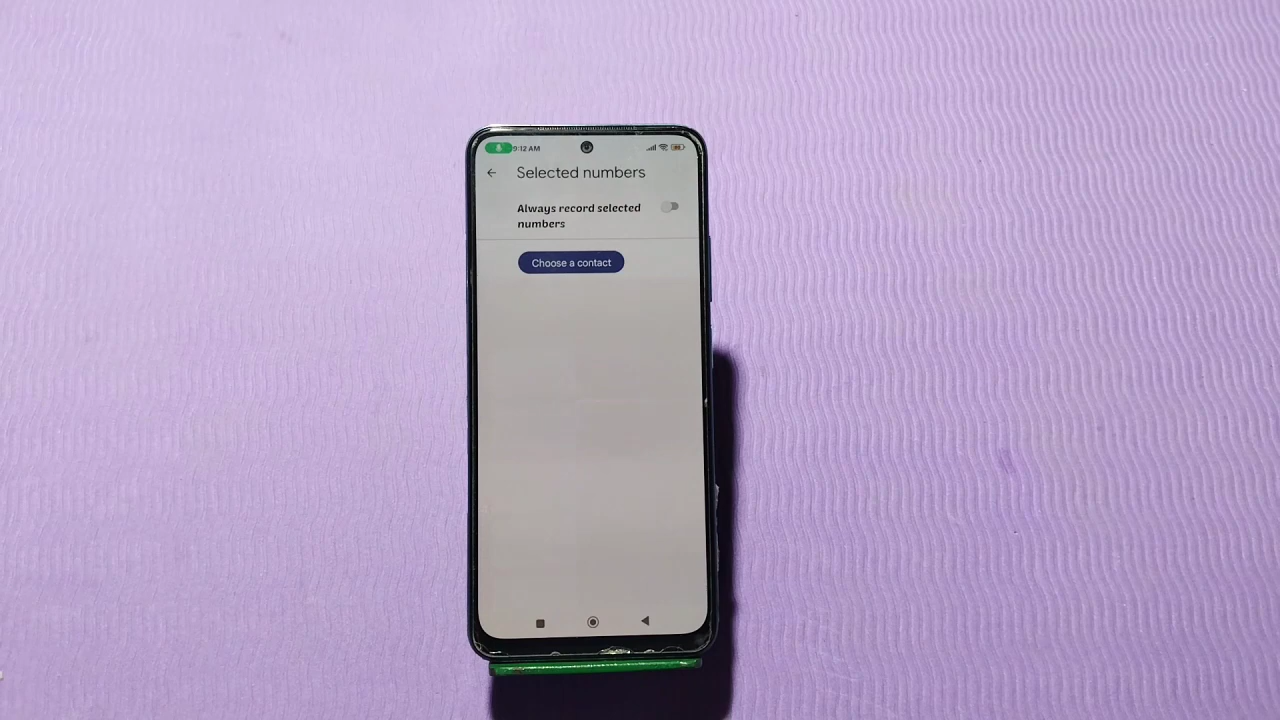 9:12 AM
Selected numbers
Always record selected
numbers
Choose a contact